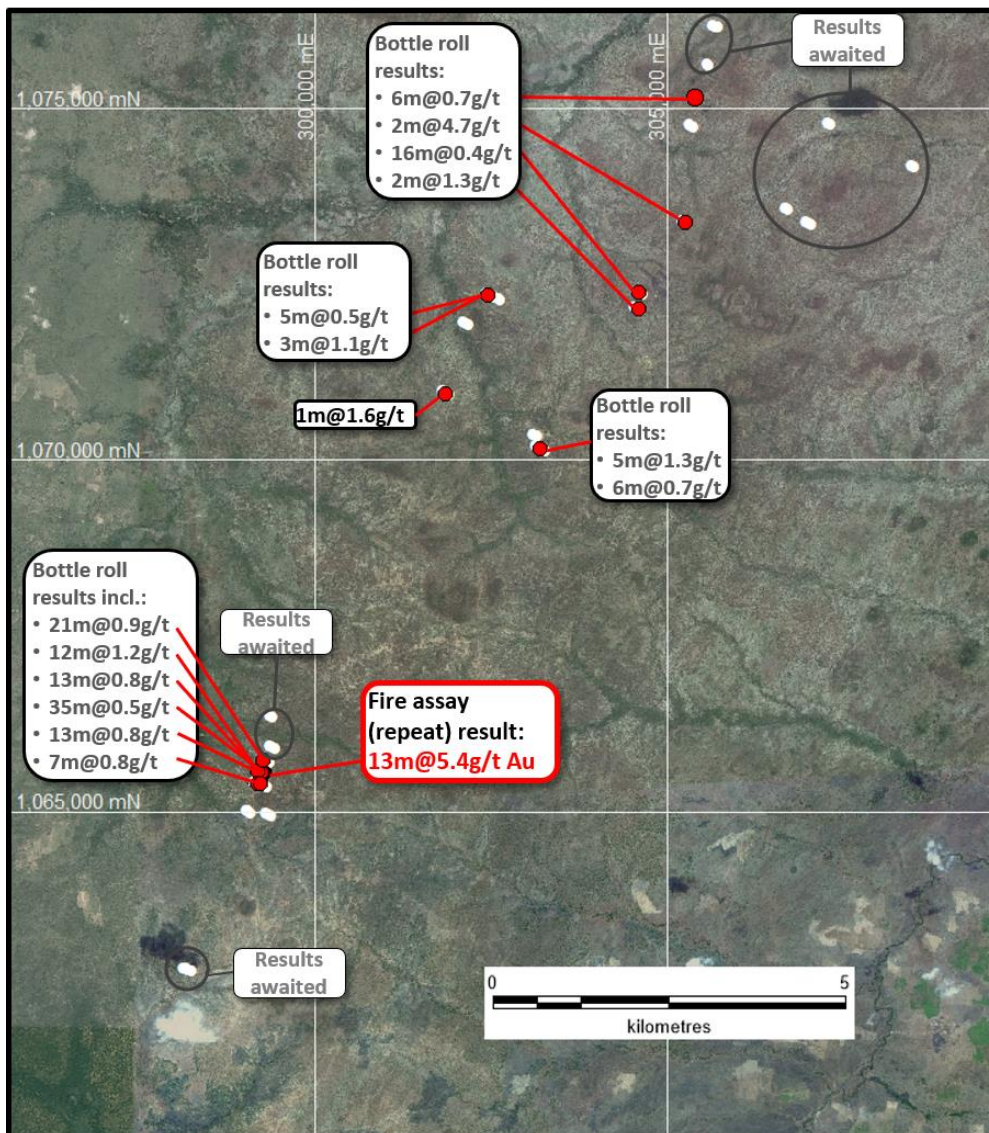 Results
awaited
Bottle roll
results:
• 6m@0.7g/t
• 2m@4.7g/t
• 16m@0.4g/t
• 2m@1.3g/t
300,000 mE
305,000 mE
1,075,000 mN
Bottle roll
results:
• 5m@0.5g/t
• 3m@1.1g/t
1m@1.6g/t
Bottle roll
results:
• 5m@1.3g/t
• 6m@0.7g/t
1,070,000 mN
Bottle roll
results incl.:
• 21m@0.9g/t
• 12m@1.2g/t
• 13m@0.8g/t
• 35m@0.5g/t
• 13m@0.8g/t
• 7m@0.8g/t
Results
awaited
Fire assay
(repeat) result:
13m@5.4g/t Au
1,065,000 mN
Results
awaited
0 5
kilometres